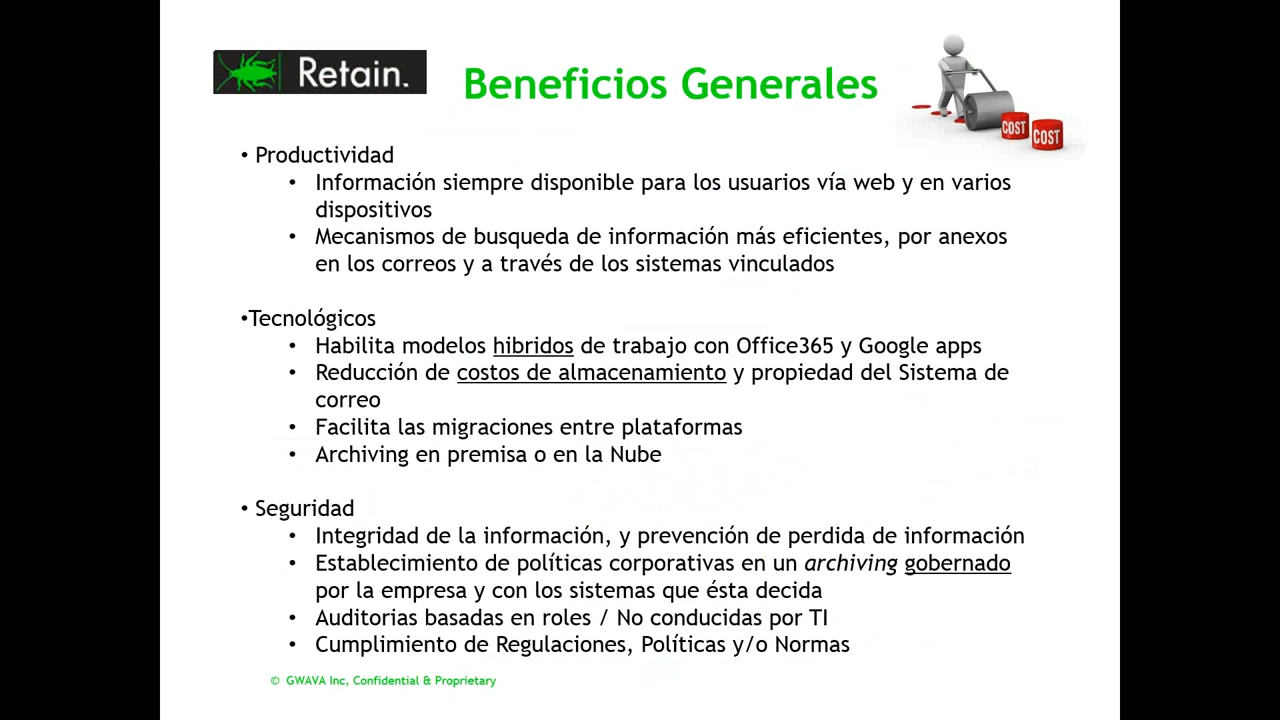 Retain.
Beneficios Generales
COST
COST
• Productividad
• Información siempre disponible para los usuarios vía web y en varios
dispositivos
• Mecanismos de busqueda de información más eficientes, por anexos
en los correos y a través de los sistemas vinculados
•Tecnológicos
• Habilita modelos hibridos de trabajo con Office365 y Google apps
• Reducción de costos de almacenamiento y propiedad del Sistema de
correo
• Facilita las migraciones entre plataformas
• Archiving en premisa o en la Nube
• Seguridad
• Integridad de la información, y prevención de perdida de información
• Establecimiento de políticas corporativas en un archiving gobernado
por la empresa y con los sistemas que ésta decida
• Auditorias basadas en roles / No conducidas por TI
• Cumplimiento de Regulaciones, Políticas y/o Normas
© GWAVA Inc, Confidential & Proprietary